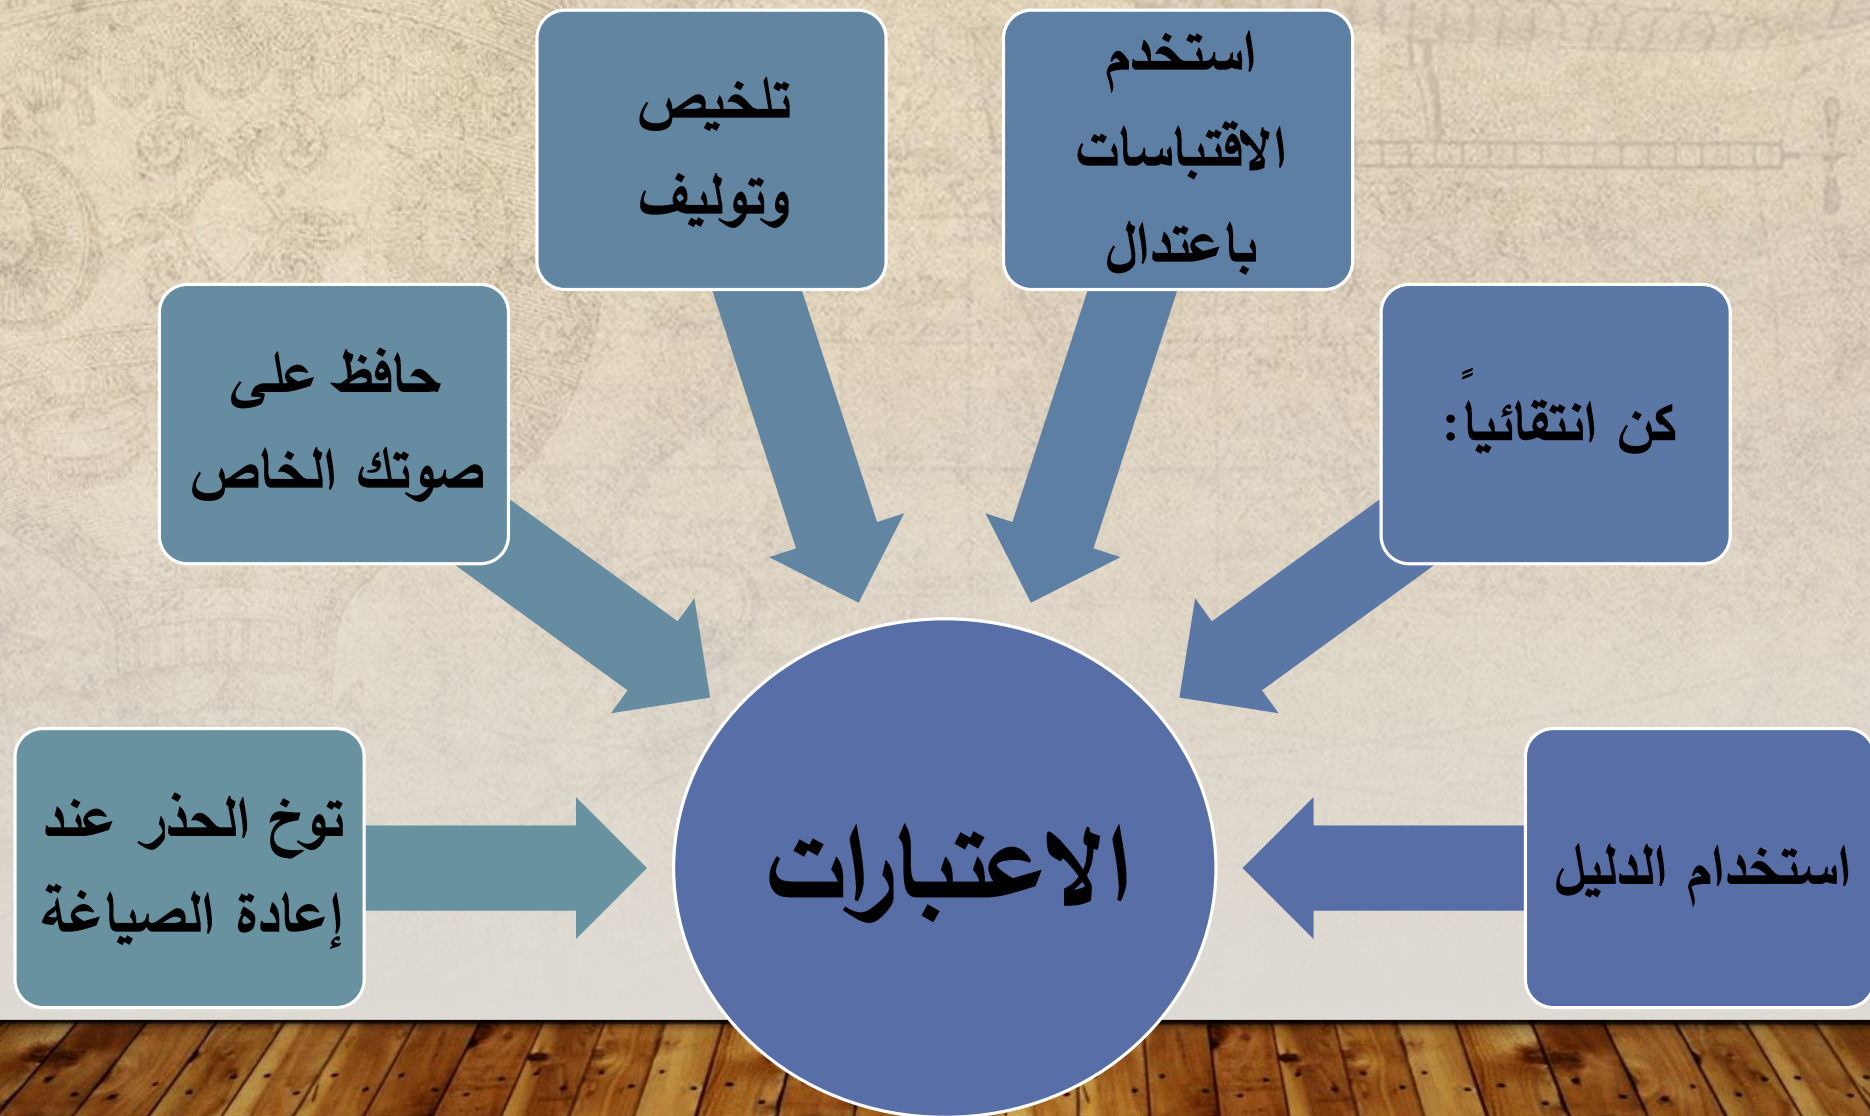 استخدام الدليل
كن انتقائياً:
استخدم
الاقتباسات
باعتدال
تلخيص
وتوليف
حافظ على
صوتك الخاص
توخ الحذر عند
إعادة الصياغة
الاعتبارات